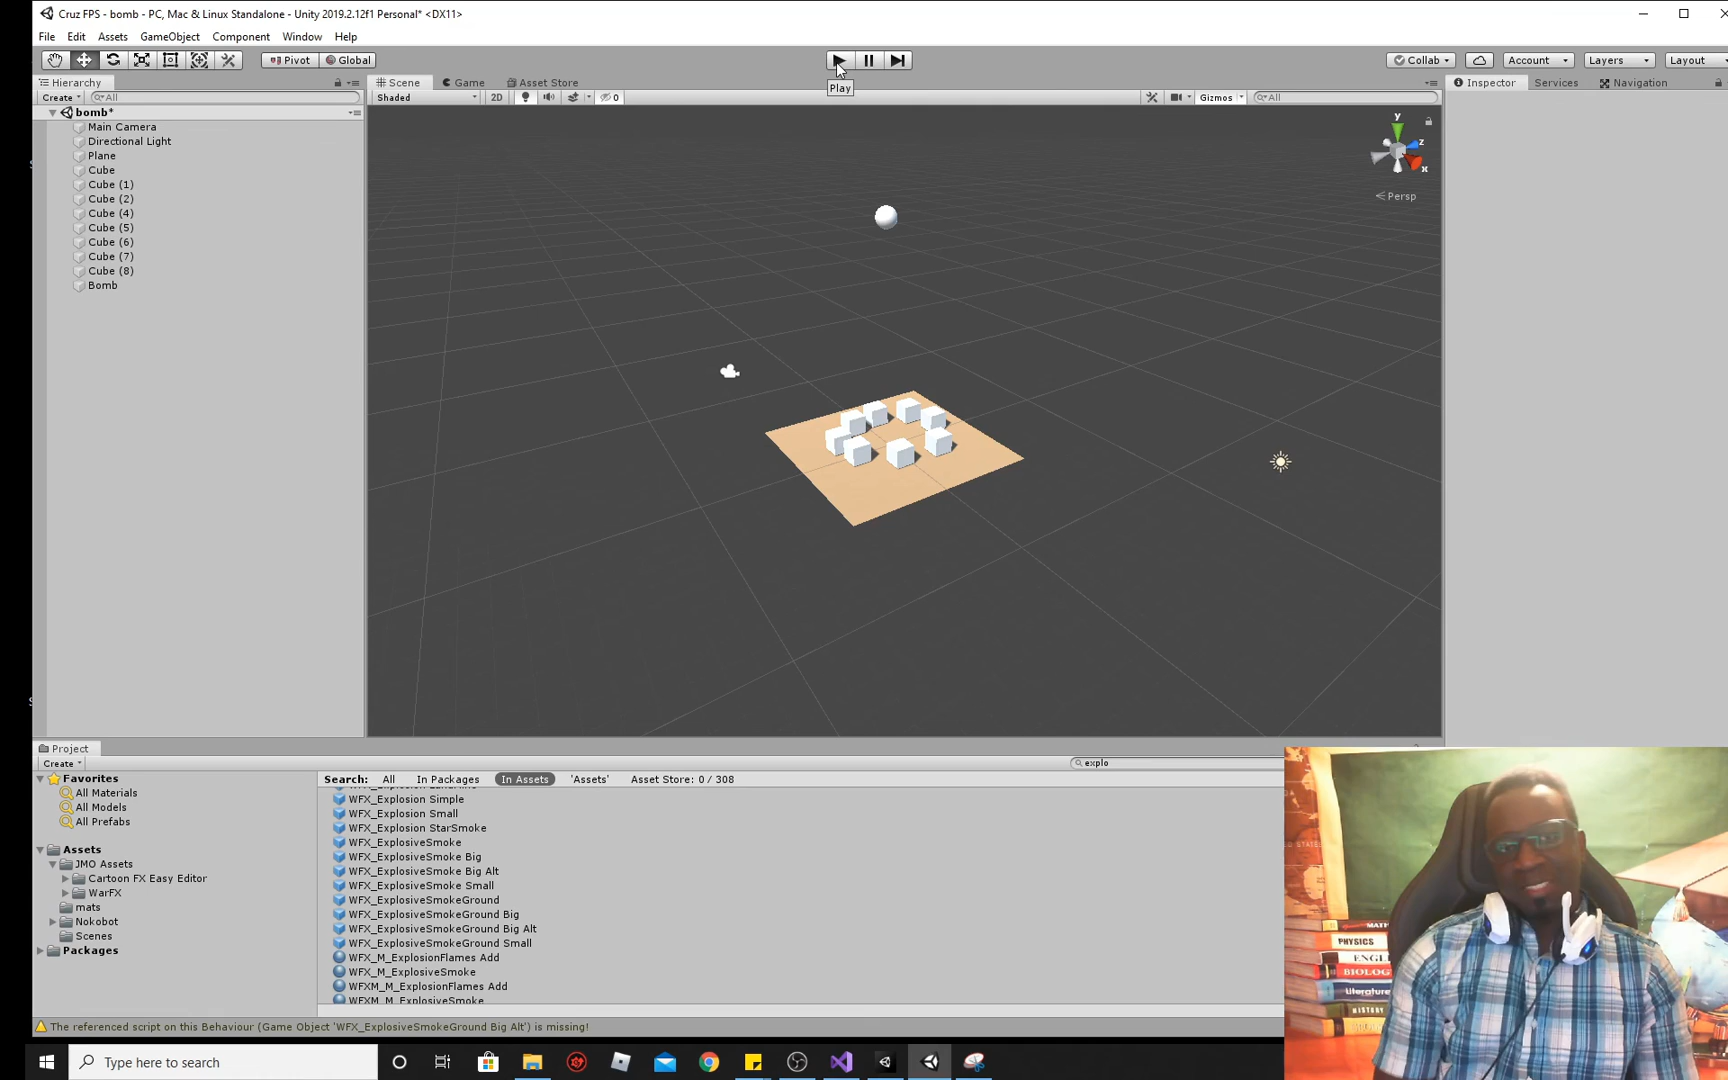 Cruz FPS - bomb - PC, Mac & Linux Standalone - Unity 2019.2.12f1 Personal* <DX11>
File Edit Assets GameObject Component Window Help
Pivot Global Collab Account Layers Layout
Play
Hierarchy
Create All
bomb*
Main Camera
Directional Light
Plane
Cube
Cube (1)
Cube (2)
Cube (4)
Cube (5)
Cube (6)
Cube (7)
Cube (8)
Bomb
Scene Game Asset Store
Shaded 2D 0 Gizmos All
y
z
x
Persp
Inspector Services Navigation
Project
Create explo
Favorites
All Materials
All Models
All Prefabs
Assets
JMO Assets
Cartoon FX Easy Editor
WarFX
mats
Nokobot
Scenes
Packages
Search: All In Packages In Assets 'Assets' Asset Store: 0 / 308
WFX_Explosion Simple
WFX_Explosion Small
WFX_Explosion StarSmoke
WFX_ExplosiveSmoke
WFX_ExplosiveSmoke Big
WFX_ExplosiveSmoke Big Alt
WFX_ExplosiveSmoke Small
WFX_ExplosiveSmokeGround
WFX_ExplosiveSmokeGround Big
WFX_ExplosiveSmokeGround Big Alt
WFX_ExplosiveSmokeGround Small
WFX_M_ExplosionFlames Add
WFX_M_ExplosiveSmoke
WFXM_M_ExplosionFlames Add
WFXM_M_ExplosiveSmoke
The referenced script on this Behaviour (Game Object 'WFX_ExplosiveSmokeGround Big Alt') is missing!
MAT
PHYSICS
ENGL
BIOLO
Literature
HISTORY
Type here to search